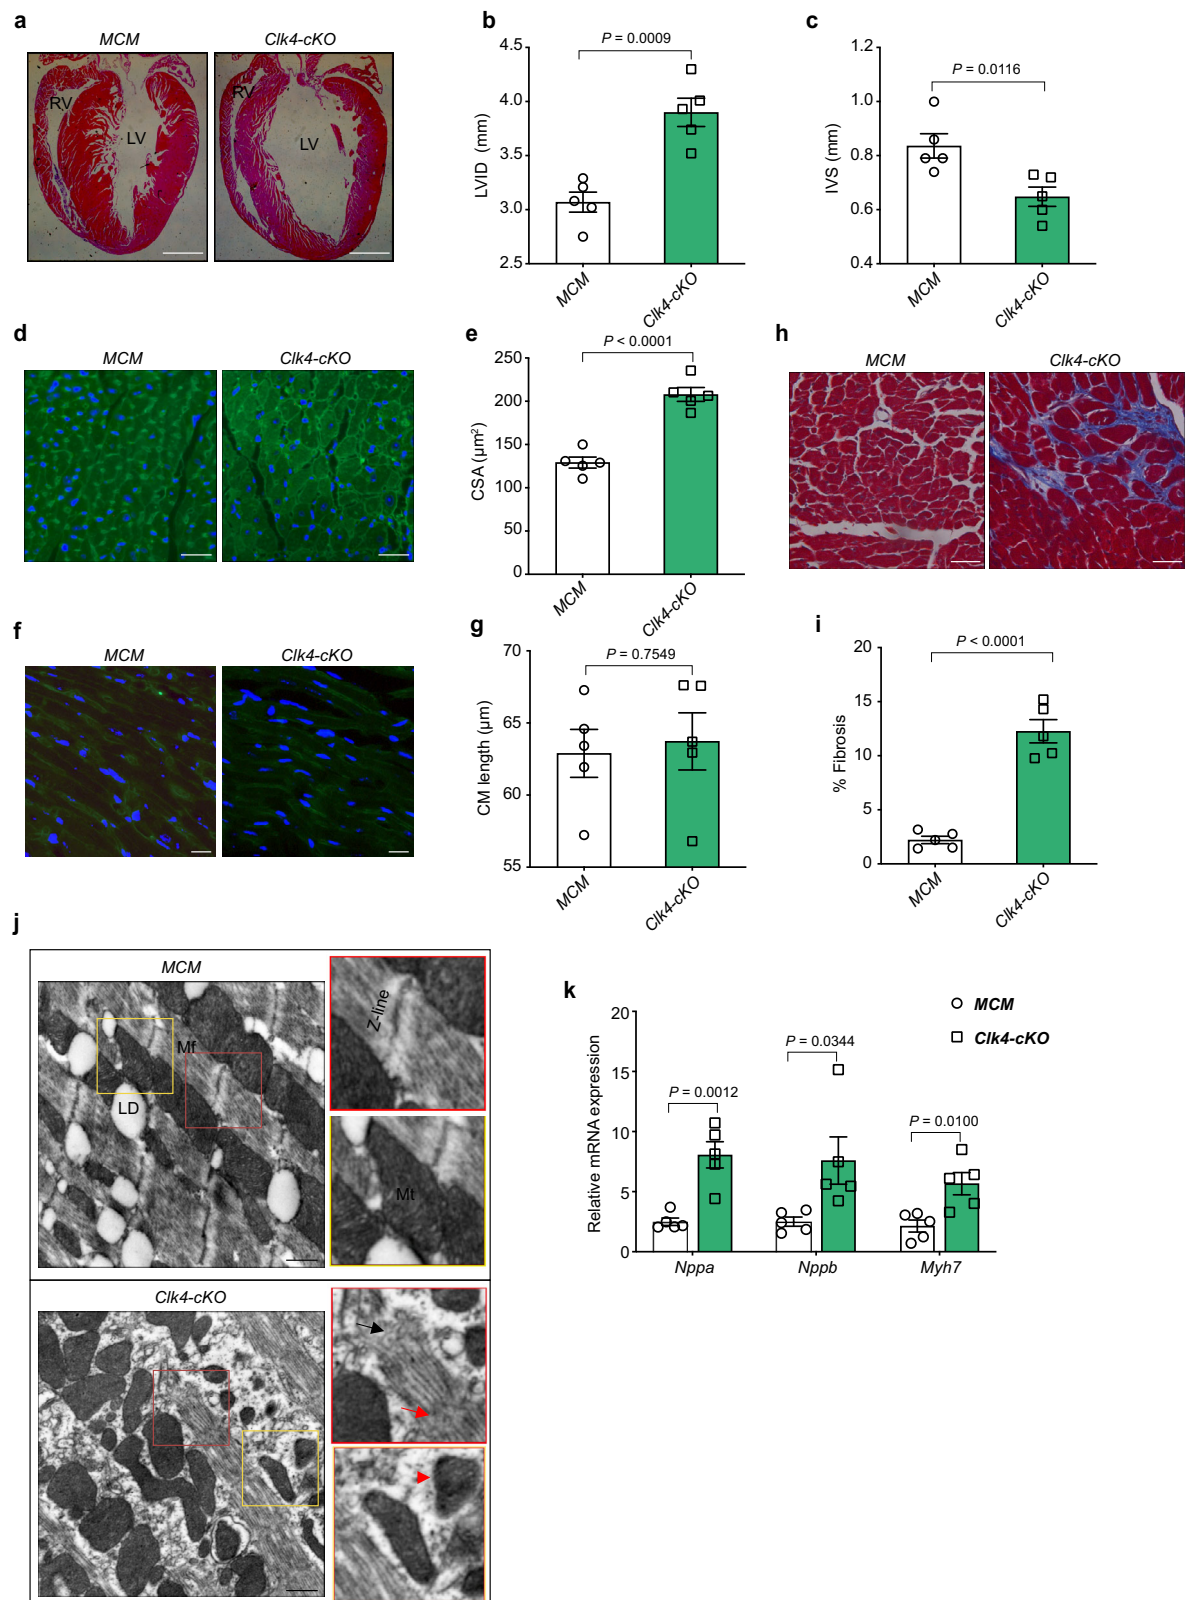 a
MCM
Clk4-cKO
RV
LV
RV
LV
b
P = 0.0009
LVID (mm)
4.5
4.0
3.5
3.0
2.5
MCM
Clk4-cKO
c
P = 0.0116
IVS (mm)
1.0
0.8
0.6
0.4
MCM
Clk4-cKO
d
MCM
Clk4-cKO
e
P < 0.0001
CSA (µm²)
250
200
150
100
50
0
MCM
Clk4-cKO
h
MCM
Clk4-cKO
f
MCM
Clk4-cKO
g
P = 0.7549
CM length (µm)
70
65
60
55
MCM
Clk4-cKO
i
P < 0.0001
% Fibrosis
20
15
10
5
0
MCM
Clk4-cKO
j
MCM
Mf
LD
Z-line
Mt
Clk4-cKO
k
MCM
Clk4-cKO
Relative mRNA expression
20
15
10
5
0
P = 0.0012
P = 0.0344
P = 0.0100
Nppa
Nppb
Myh7